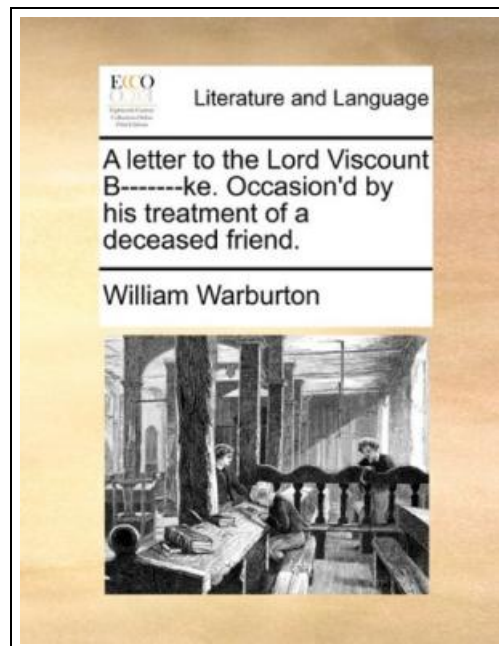 ECCO
Literature and Language
A letter to the Lord Viscount
B-------ke. Occasion'd by
his treatment of a
deceased friend.
William Warburton